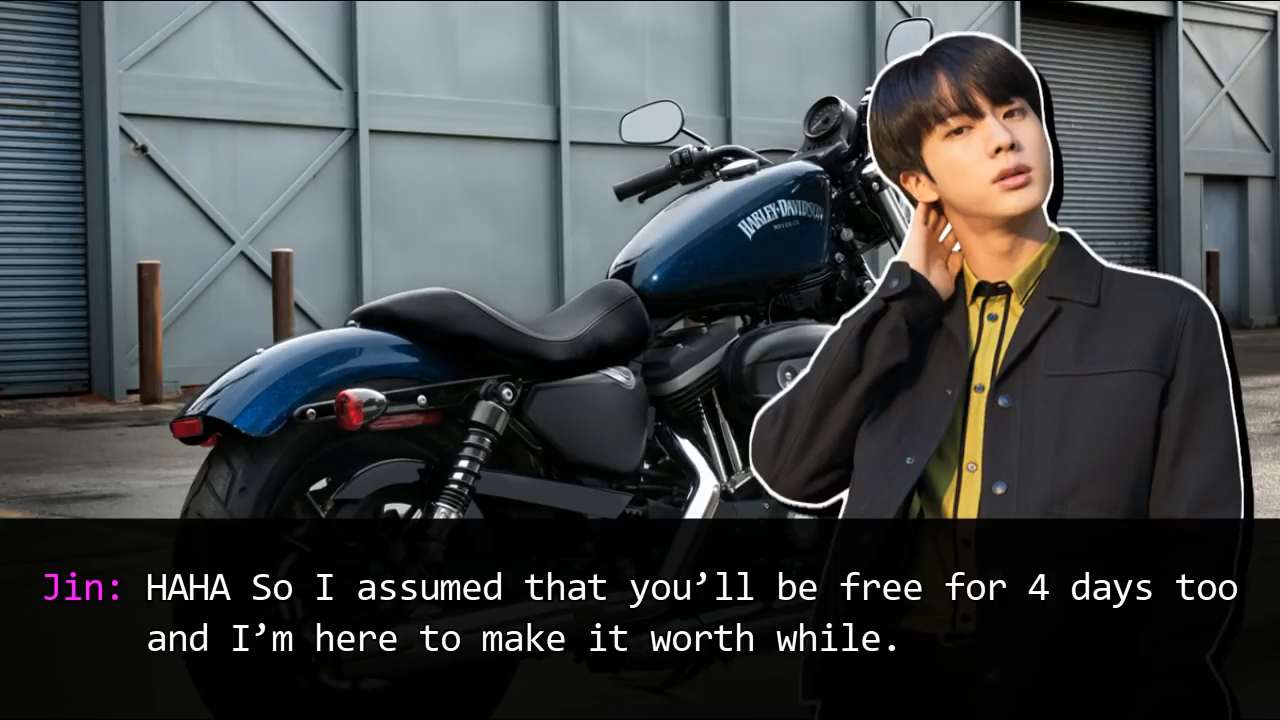 HARLEY-DAVIDSON
Jin: HAHA So I assumed that you’ll be free for 4 days too
and I’m here to make it worth while.